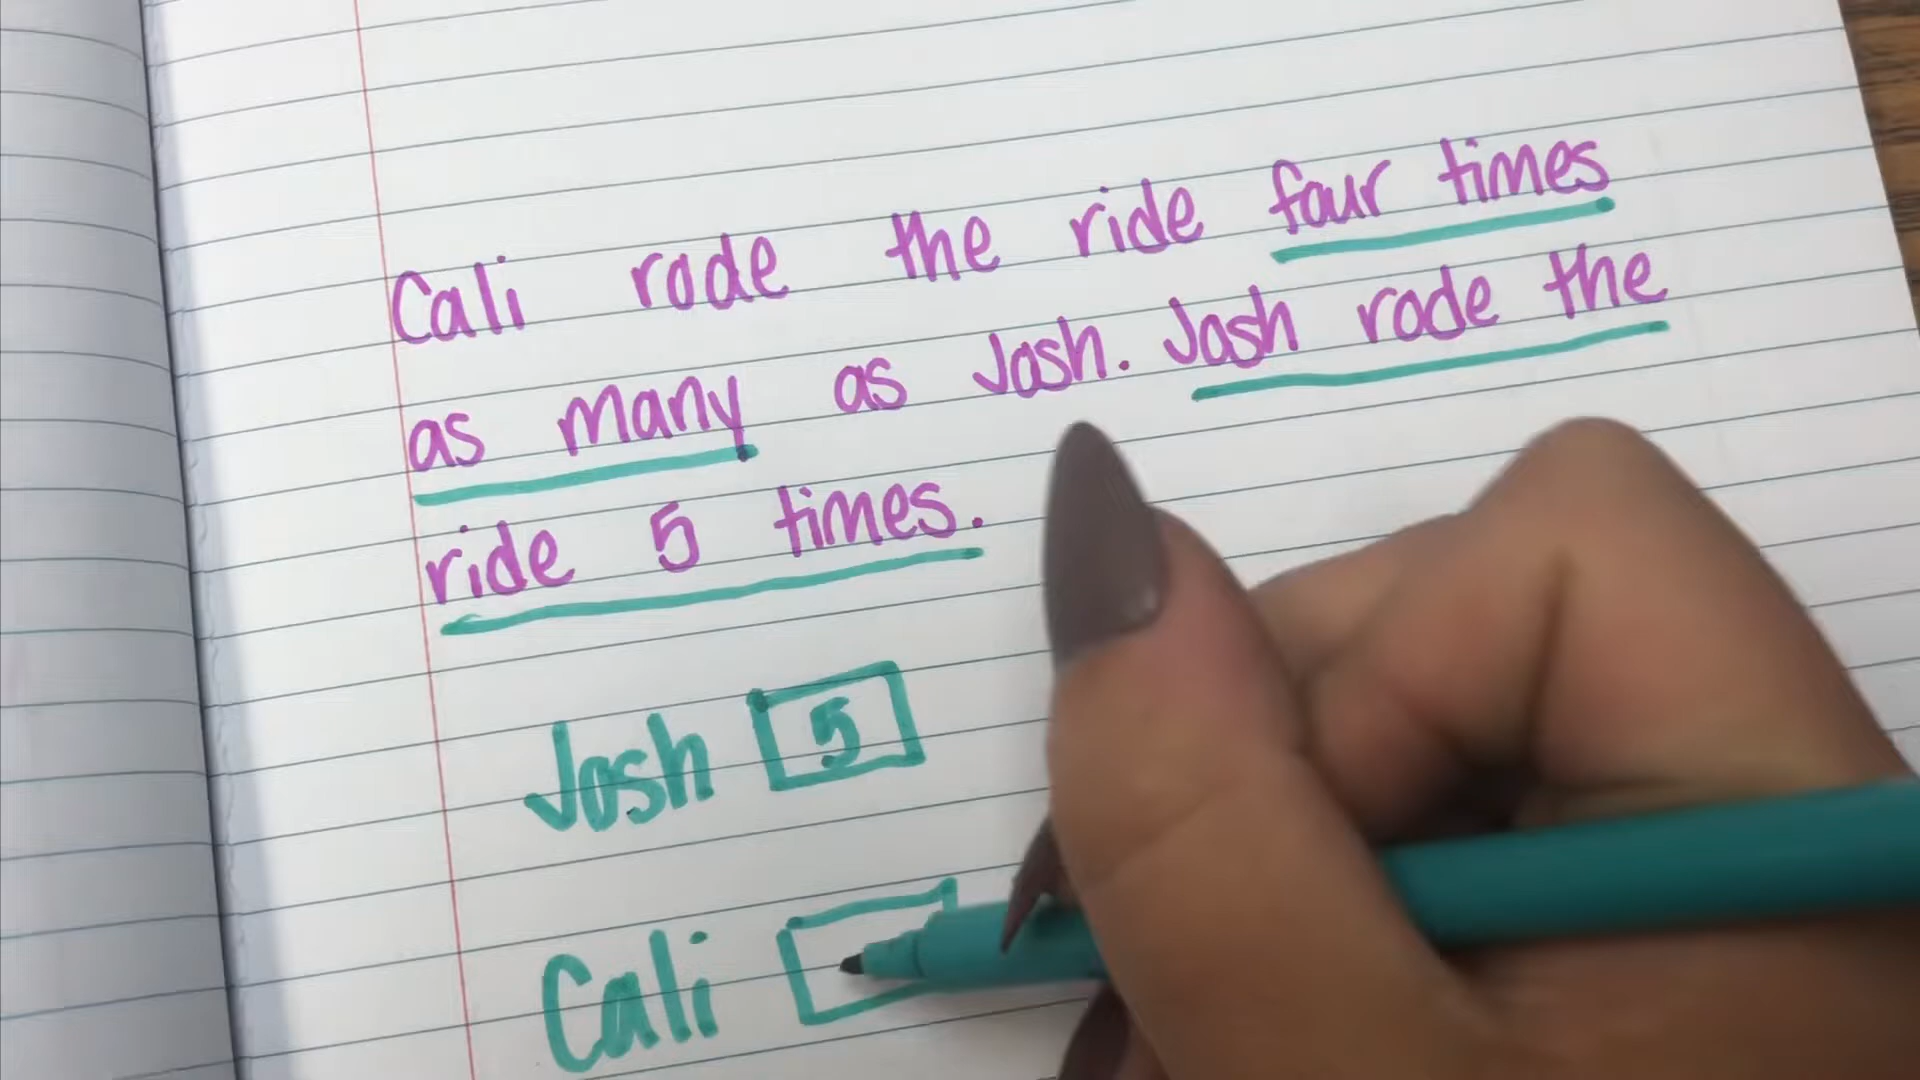 Cali rode the ride four times
as many as Josh. Josh rode the
ride 5 times.
Josh 5
Cali